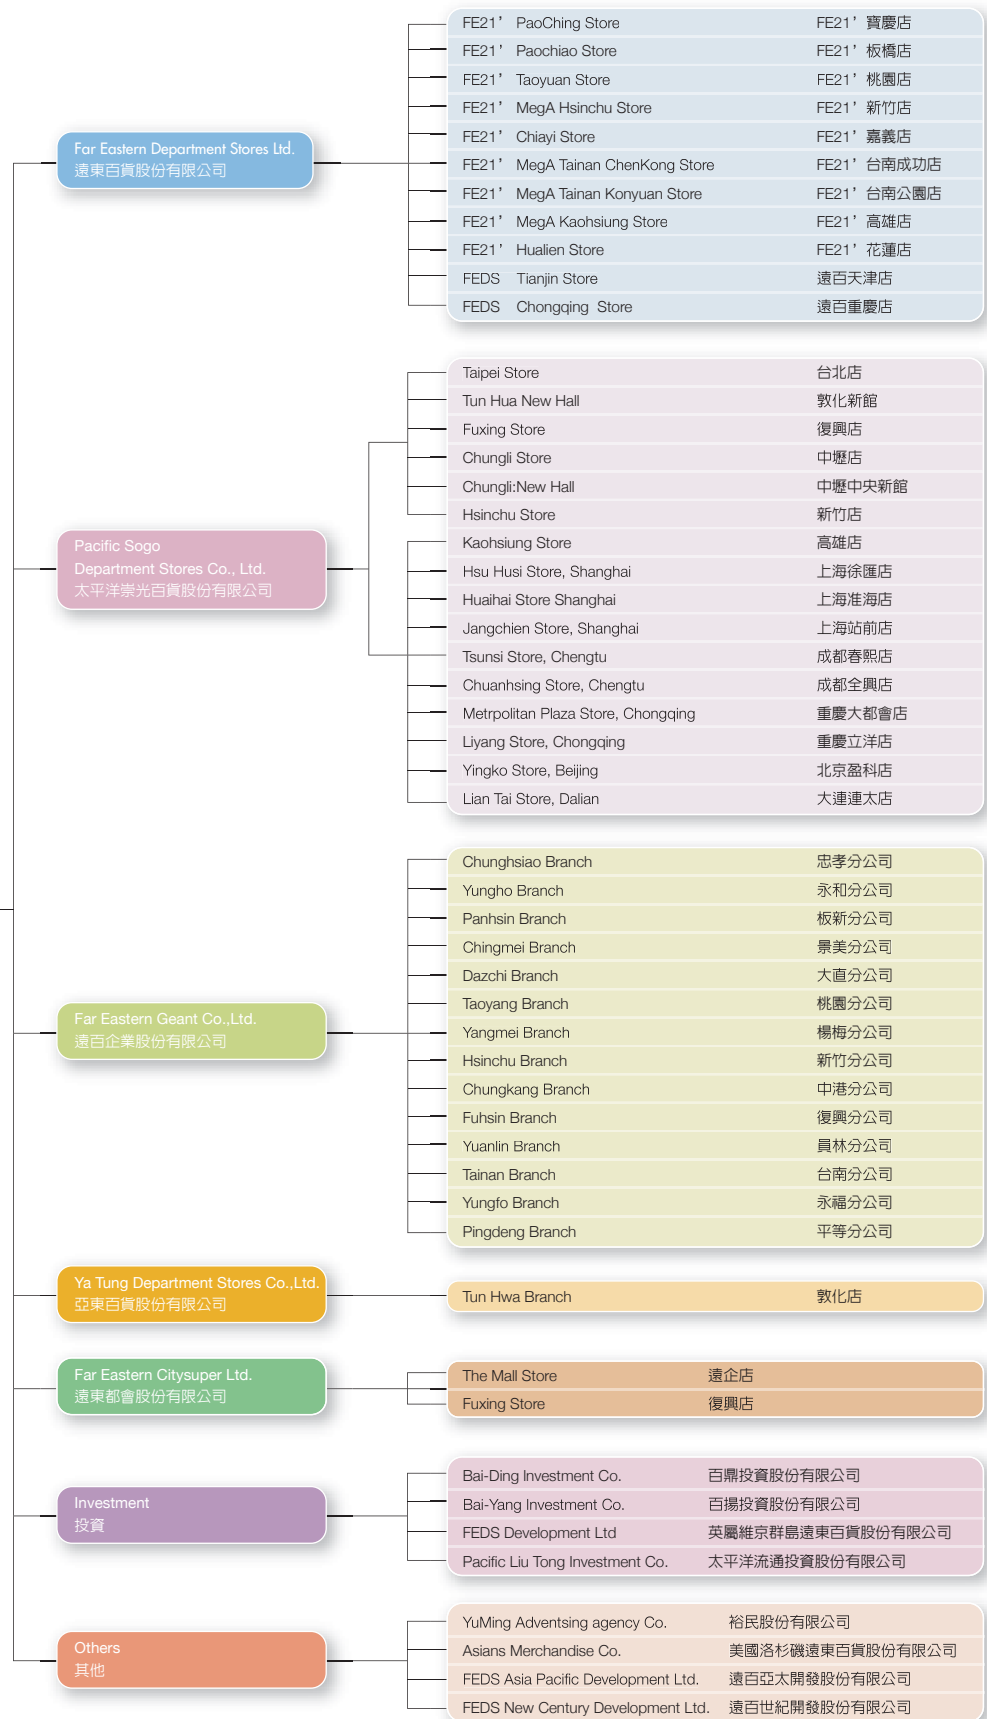 Far Eastern Department Stores Ltd.
遠東百貨股份有限公司
FE21' PaoChing Store FE21' 寶慶店
FE21' Paochiao Store FE21' 板橋店
FE21' Taoyuan Store FE21' 桃園店
FE21' MegA Hsinchu Store FE21' 新竹店
FE21' Chiayi Store FE21' 嘉義店
FE21' MegA Tainan ChenKong Store FE21' 台南成功店
FE21' MegA Tainan Konyuan Store FE21' 台南公園店
FE21' MegA Kaohsiung Store FE21' 高雄店
FE21' Hualien Store FE21' 花蓮店
FEDS Tianjin Store 遠百天津店
FEDS Chongqing Store 遠百重慶店
Pacific Sogo
Department Stores Co., Ltd.
太平洋崇光百貨股份有限公司
Taipei Store 台北店
Tun Hua New Hall 敦化新館
Fuxing Store 復興店
Chungli Store 中壢店
Chungli:New Hall 中壢中央新館
Hsinchu Store 新竹店
Kaohsiung Store 高雄店
Hsu Husi Store, Shanghai 上海徐匯店
Huaihai Store Shanghai 上海淮海店
Jangchien Store, Shanghai 上海站前店
Tsunsi Store, Chengtu 成都春熙店
Chuanhsing Store, Chengtu 成都全興店
Metrpolitan Plaza Store, Chongqing 重慶大都會店
Liyang Store, Chongqing 重慶立洋店
Yingko Store, Beijing 北京盈科店
Lian Tai Store, Dalian 大連連太店
Far Eastern Geant Co.,Ltd.
遠百企業股份有限公司
Chunghsiao Branch 忠孝分公司
Yungho Branch 永和分公司
Panhsin Branch 板新分公司
Chingmei Branch 景美分公司
Dazchi Branch 大直分公司
Taoyang Branch 桃園分公司
Yangmei Branch 楊梅分公司
Hsinchu Branch 新竹分公司
Chungkang Branch 中港分公司
Fuhsin Branch 復興分公司
Yuanlin Branch 員林分公司
Tainan Branch 台南分公司
Yungfo Branch 永福分公司
Pingdeng Branch 平等分公司
Ya Tung Department Stores Co.,Ltd.
亞東百貨股份有限公司
Tun Hwa Branch 敦化店
Far Eastern Citysuper Ltd.
遠東都會股份有限公司
The Mall Store 遠企店
Fuxing Store 復興店
Investment
投資
Bai-Ding Investment Co. 百鼎投資股份有限公司
Bai-Yang Investment Co. 百揚投資股份有限公司
FEDS Development Ltd 英屬維京群島遠東百貨股份有限公司
Pacific Liu Tong Investment Co. 太平洋流通投資股份有限公司
Others
其他
YuMing Adventsing agency Co. 裕民股份有限公司
Asians Merchandise Co. 美國洛杉磯遠東百貨股份有限公司
FEDS Asia Pacific Development Ltd. 遠百亞太開發股份有限公司
FEDS New Century Development Ltd. 遠百世紀開發股份有限公司